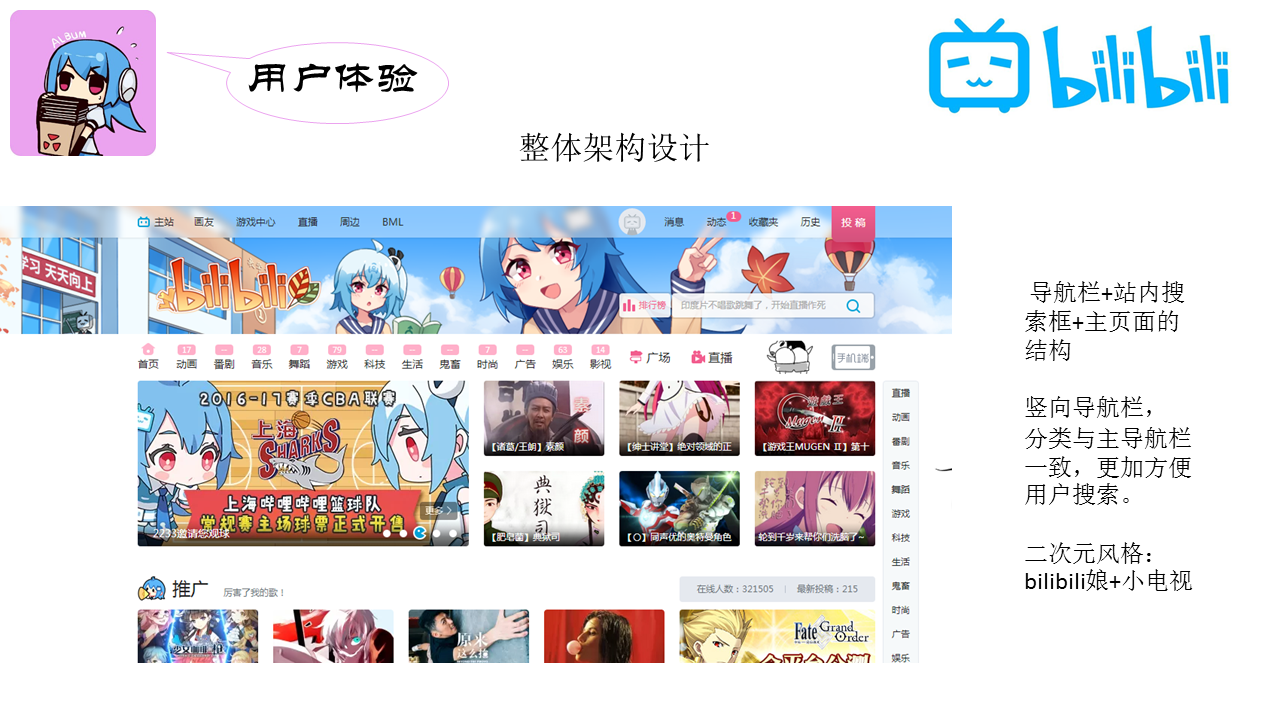 ALBUM
用户体验
bilibili
整体架构设计
主站 画友 游戏中心 直播 周边 BML 消息 动态 1 收藏夹 历史 投稿
学习 天天向上
bilibili
排行榜 印度片不唱歌跳舞了，开始直播作死
首页 17 动画 -- 番剧 28 音乐 7 舞蹈 79 游戏 -- 科技 -- 生活 -- 鬼畜 7 时尚 -- 广告 63 娱乐 14 影视 广场 直播 手机端
2016-17赛季CBA联赛
上海
SHARKS
上海哔哩哔哩篮球队
常规赛主场球票正式开售
更多
2233邀请您观球
素颜
【诸葛/王朗】素颜
【绅士讲堂】绝对领域的正
遊戯王
Mugen II
【游戏王MUGEN Ⅱ】第十
典獄司
【肥皂菌】典狱司
【〇】同声优的奥特曼角色
轮到千岁来帮你们洗脑了~
直播
动画
番剧
音乐
舞蹈
游戏
科技
生活
鬼畜
时尚
广告
娱乐
推广 厉害了我的歌！
在线人数：321505 | 最新投稿：215
原来
这么撩
Fate Grand Order
导航栏+站内搜
索框+主页面的
结构
竖向导航栏，
分类与主导航栏
一致，更加方便
用户搜索。
二次元风格：
bilibili娘+小电视